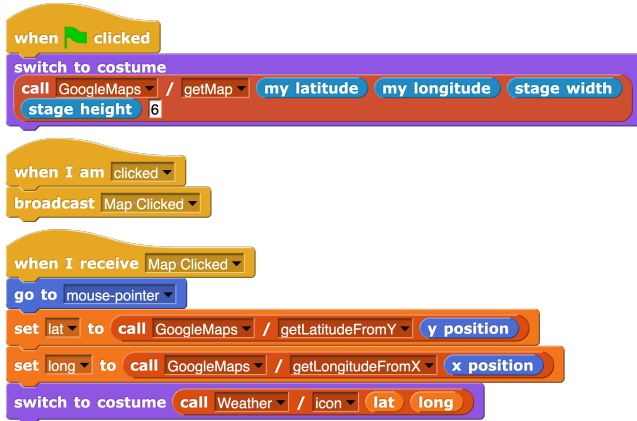 when clicked
switch to costume
call GoogleMaps / getMap my latitude my longitude stage width
stage height 6
when I am clicked
broadcast Map Clicked
when I receive Map Clicked
go to mouse-pointer
set lat to call GoogleMaps / getLatitudeFromY y position
set long to call GoogleMaps / getLongitudeFromX x position
switch to costume call Weather / icon lat long